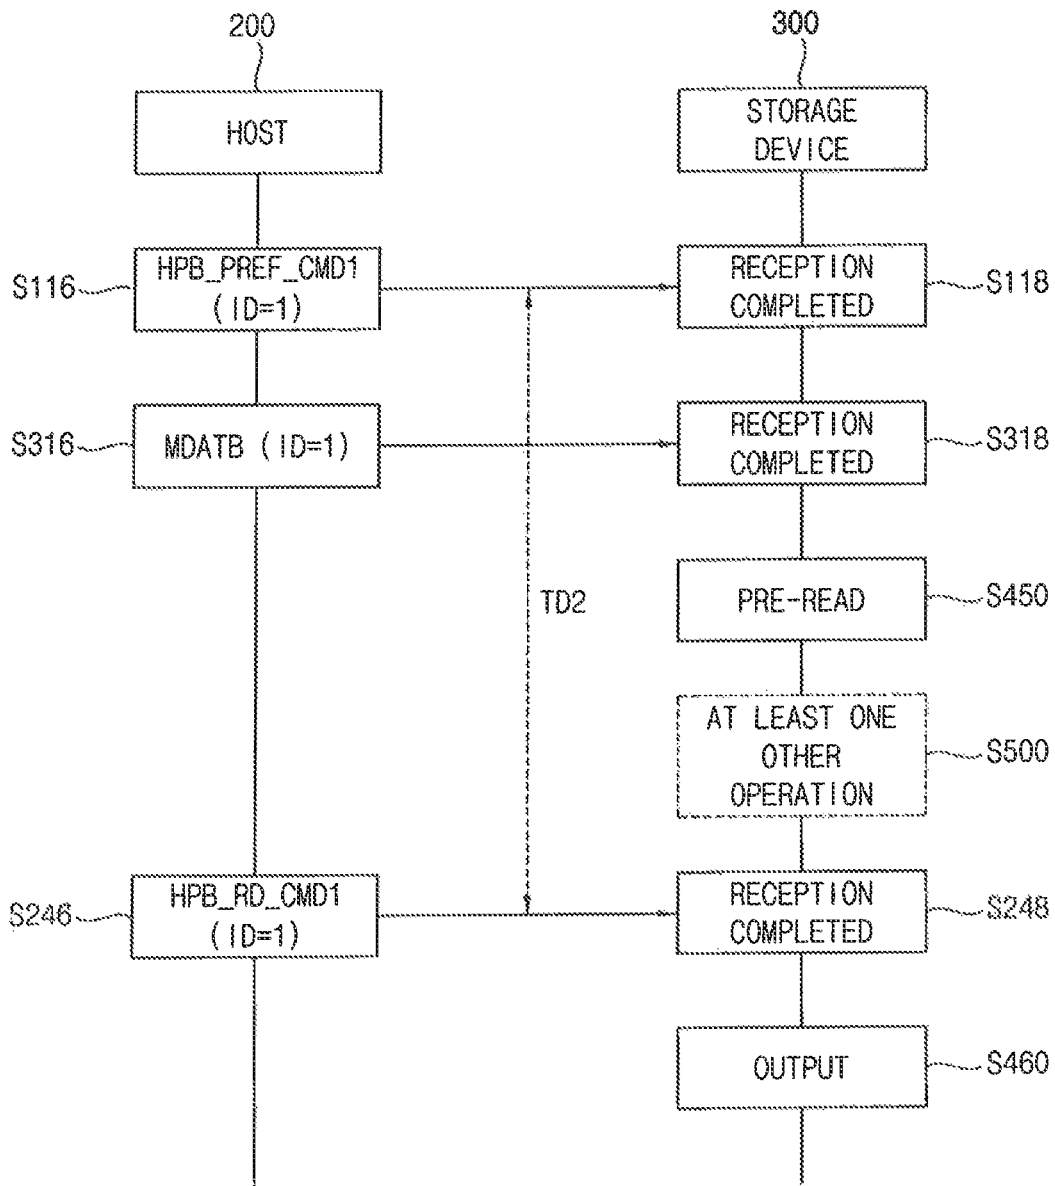 200
300
HOST
STORAGE
DEVICE
S116
HPB_PREF_CMD1
(ID=1)
RECEPTION
COMPLETED
S118
S316
MDATB (ID=1)
RECEPTION
COMPLETED
S318
TD2
PRE-READ
S450
AT LEAST ONE
OTHER
OPERATION
S500
S246
HPB_RD_CMD1
(ID=1)
RECEPTION
COMPLETED
S248
OUTPUT
S460